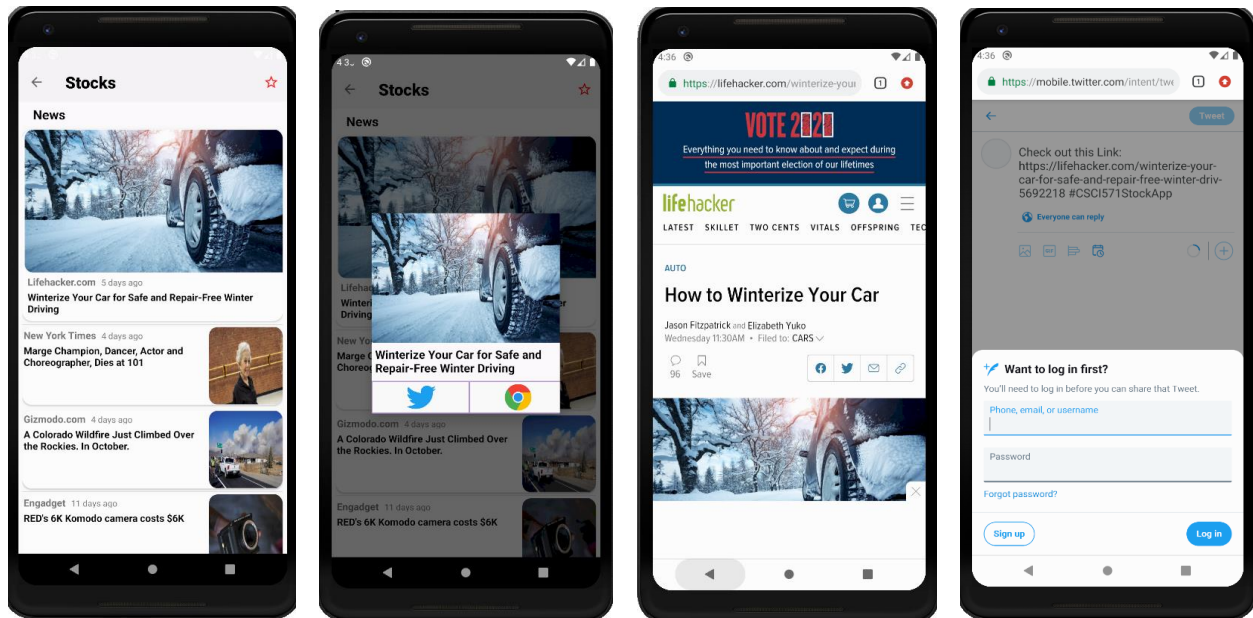 Stocks
News
Lifehacker.com 5 days ago
Winterize Your Car for Safe and Repair-Free Winter
Driving
New York Times 4 days ago
Marge Champion, Dancer, Actor and
Choreographer, Dies at 101
Gizmodo.com 4 days ago
A Colorado Wildfire Just Climbed Over
the Rockies. In October.
Engadget 11 days ago
RED's 6K Komodo camera costs $6K
Stocks
News
Winterize Your Car for Safe and
Repair-Free Winter Driving
Gizmodo.com 4 days ago
A Colorado Wildfire Just Climbed Over
the Rockies. In October.
Engadget 11 days ago
RED's 6K Komodo camera costs $6K
4:36
https://lifehacker.com/winterize-your
1
VOTE 2020
Everything you need to know about and expect during
the most important election of our lifetimes
lifehacker
LATEST SKILLET TWO CENTS VITALS OFFSPRING TEC
AUTO
How to Winterize Your Car
Jason Fitzpatrick and Elizabeth Yuko
Wednesday 11:30AM • Filed to: CARS
96 Save
4:36
https://mobile.twitter.com/intent/twe
1
Tweet
Check out this Link:
https://lifehacker.com/winterize-your-
car-for-safe-and-repair-free-winter-driv-
5692218 #CSCI571StockApp
Everyone can reply
GIF
Want to log in first?
You'll need to log in before you can share that Tweet.
Phone, email, or username
Password
Forgot password?
Sign up
Log in